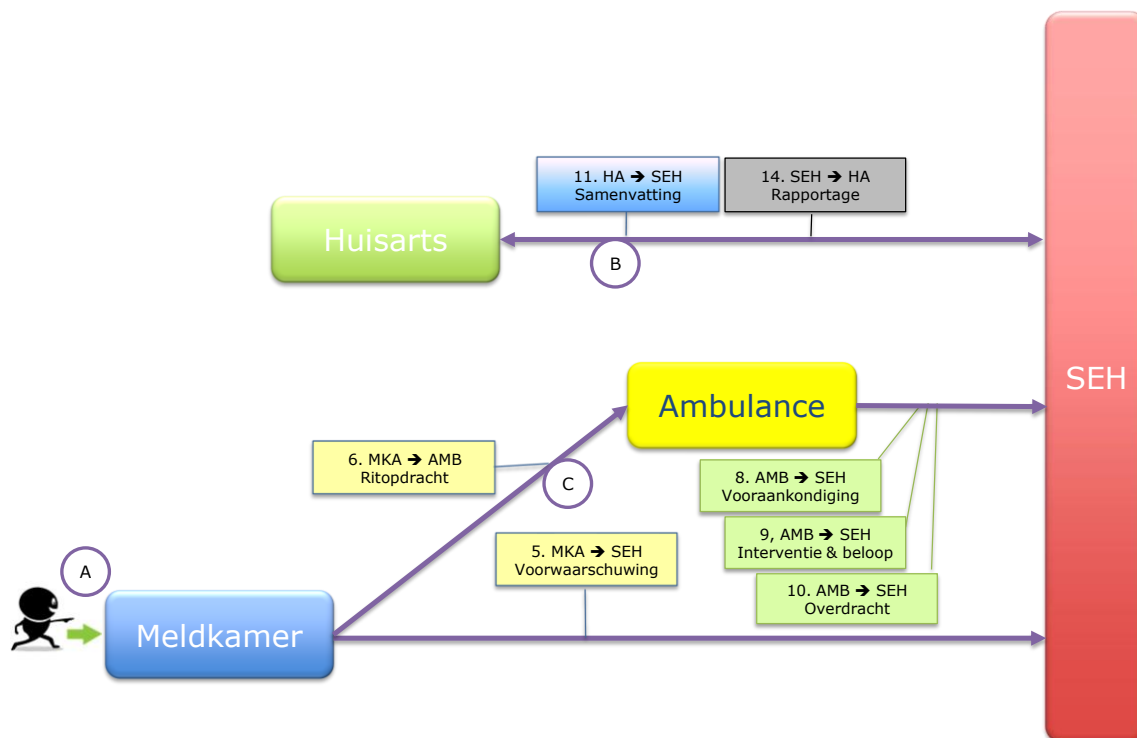 11. HA ➔ SEH
Samenvatting
14. SEH ➔ HA
Rapportage
Huisarts
B
SEH
Ambulance
6. MKA ➔ AMB
Ritopdracht
C
8. AMB ➔ SEH
Vooraankondiging
9, AMB ➔ SEH
Interventie & beloop
5. MKA ➔ SEH
Voorwaarschuwing
10. AMB ➔ SEH
Overdracht
A
Meldkamer